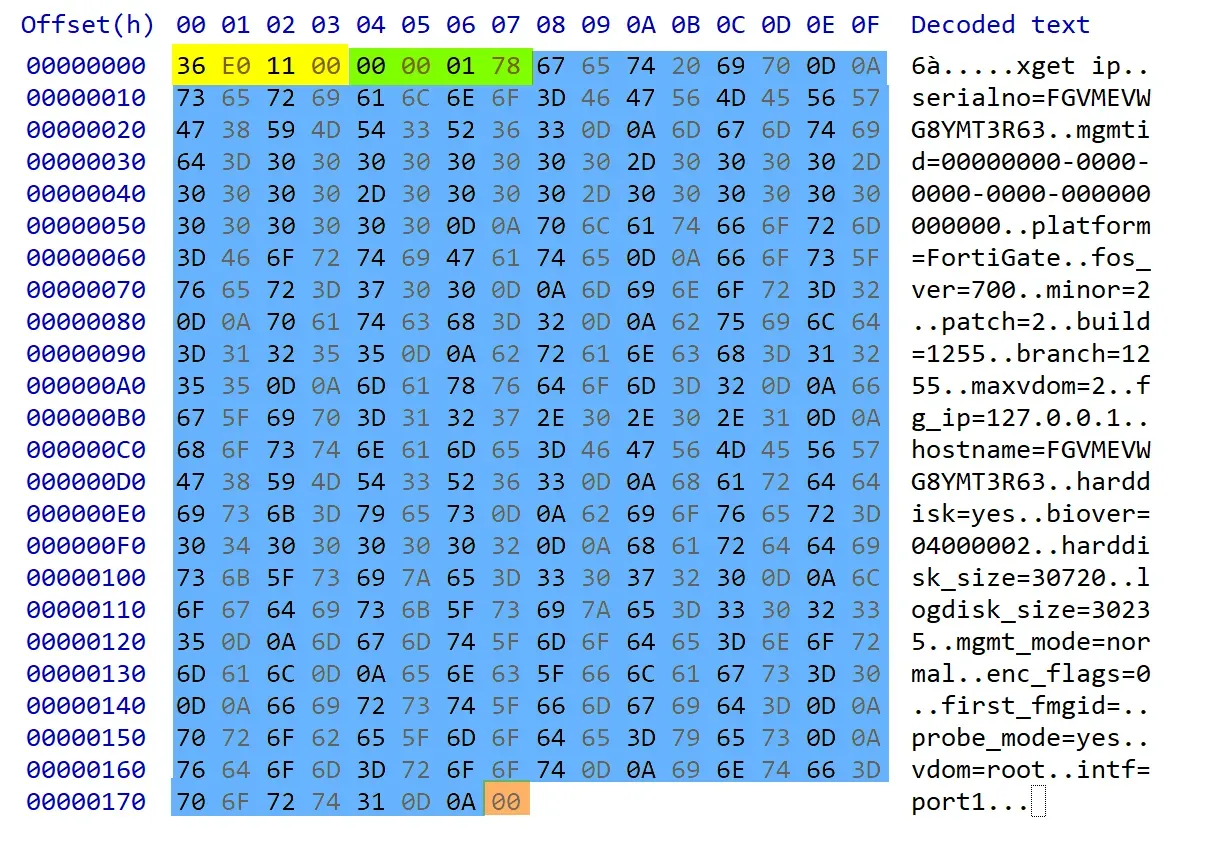 Offset(h) 00 01 02 03 04 05 06 07 08 09 0A 0B 0C 0D 0E 0F Decoded text
00000000 36 E0 11 00 00 00 01 78 67 65 74 20 69 70 0D 0A 6à.....xget ip..
00000010 73 65 72 69 61 6C 6E 6F 3D 46 47 56 4D 45 56 57 serialno=FGVMEVW
00000020 47 38 59 4D 54 33 52 36 33 0D 0A 6D 67 6D 74 69 G8YMT3R63..mgmti
00000030 64 3D 30 30 30 30 30 30 30 30 2D 30 30 30 30 2D d=00000000-0000-
00000040 30 30 30 30 2D 30 30 30 30 2D 30 30 30 30 30 30 0000-0000-000000
00000050 30 30 30 30 30 30 0D 0A 70 6C 61 74 66 6F 72 6D 000000..platform
00000060 3D 46 6F 72 74 69 47 61 74 65 0D 0A 66 6F 73 5F =FortiGate..fos_
00000070 76 65 72 3D 37 30 30 0D 0A 6D 69 6E 6F 72 3D 32 ver=700..minor=2
00000080 0D 0A 70 61 74 63 68 3D 32 0D 0A 62 75 69 6C 64 ..patch=2..build
00000090 3D 31 32 35 35 0D 0A 62 72 61 6E 63 68 3D 31 32 =1255..branch=12
000000A0 35 35 0D 0A 6D 61 78 76 64 6F 6D 3D 32 0D 0A 66 55..maxvdom=2..f
000000B0 67 5F 69 70 3D 31 32 37 2E 30 2E 30 2E 31 0D 0A g_ip=127.0.0.1..
000000C0 68 6F 73 74 6E 61 6D 65 3D 46 47 56 4D 45 56 57 hostname=FGVMEVW
000000D0 47 38 59 4D 54 33 52 36 33 0D 0A 68 61 72 64 64 G8YMT3R63..hardd
000000E0 69 73 6B 3D 79 65 73 0D 0A 62 69 6F 76 65 72 3D isk=yes..biover=
000000F0 30 34 30 30 30 30 30 32 0D 0A 68 61 72 64 64 69 04000002..harddi
00000100 73 6B 5F 73 69 7A 65 3D 33 30 37 32 30 0D 0A 6C sk_size=30720..l
00000110 6F 67 64 69 73 6B 5F 73 69 7A 65 3D 33 30 32 33 ogdisk_size=3023
00000120 35 0D 0A 6D 67 6D 74 5F 6D 6F 64 65 3D 6E 6F 72 5..mgmt_mode=nor
00000130 6D 61 6C 0D 0A 65 6E 63 5F 66 6C 61 67 73 3D 30 mal..enc_flags=0
00000140 0D 0A 66 69 72 73 74 5F 66 6D 67 69 64 3D 0D 0A ..first_fmgid=..
00000150 70 72 6F 62 65 5F 6D 6F 64 65 3D 79 65 73 0D 0A probe_mode=yes..
00000160 76 64 6F 6D 3D 72 6F 6F 74 0D 0A 69 6E 74 66 3D vdom=root..intf=
00000170 70 6F 72 74 31 0D 0A 00 port1...